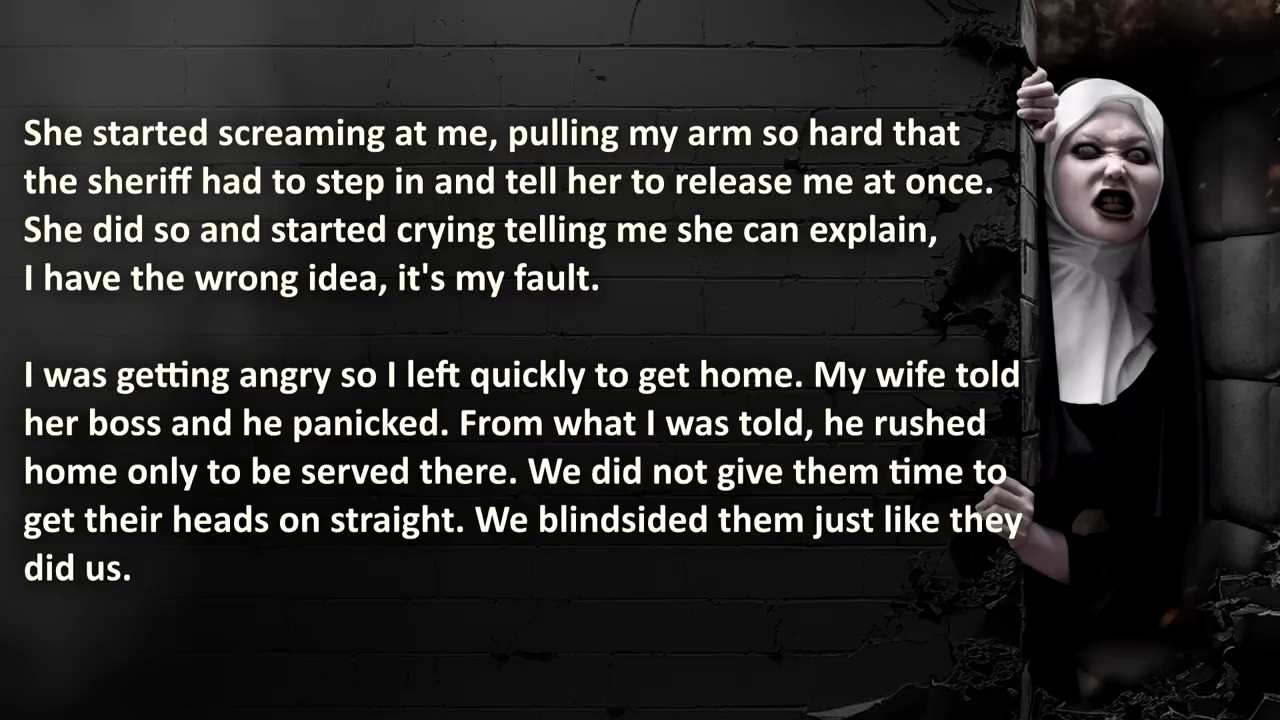 She started screaming at me, pulling my arm so hard that
the sheriff had to step in and tell her to release me at once.
She did so and started crying telling me she can explain,
I have the wrong idea, it's my fault.
I was getting angry so I left quickly to get home. My wife told
her boss and he panicked. From what I was told, he rushed
home only to be served there. We did not give them time to
get their heads on straight. We blindsided them just like they
did us.